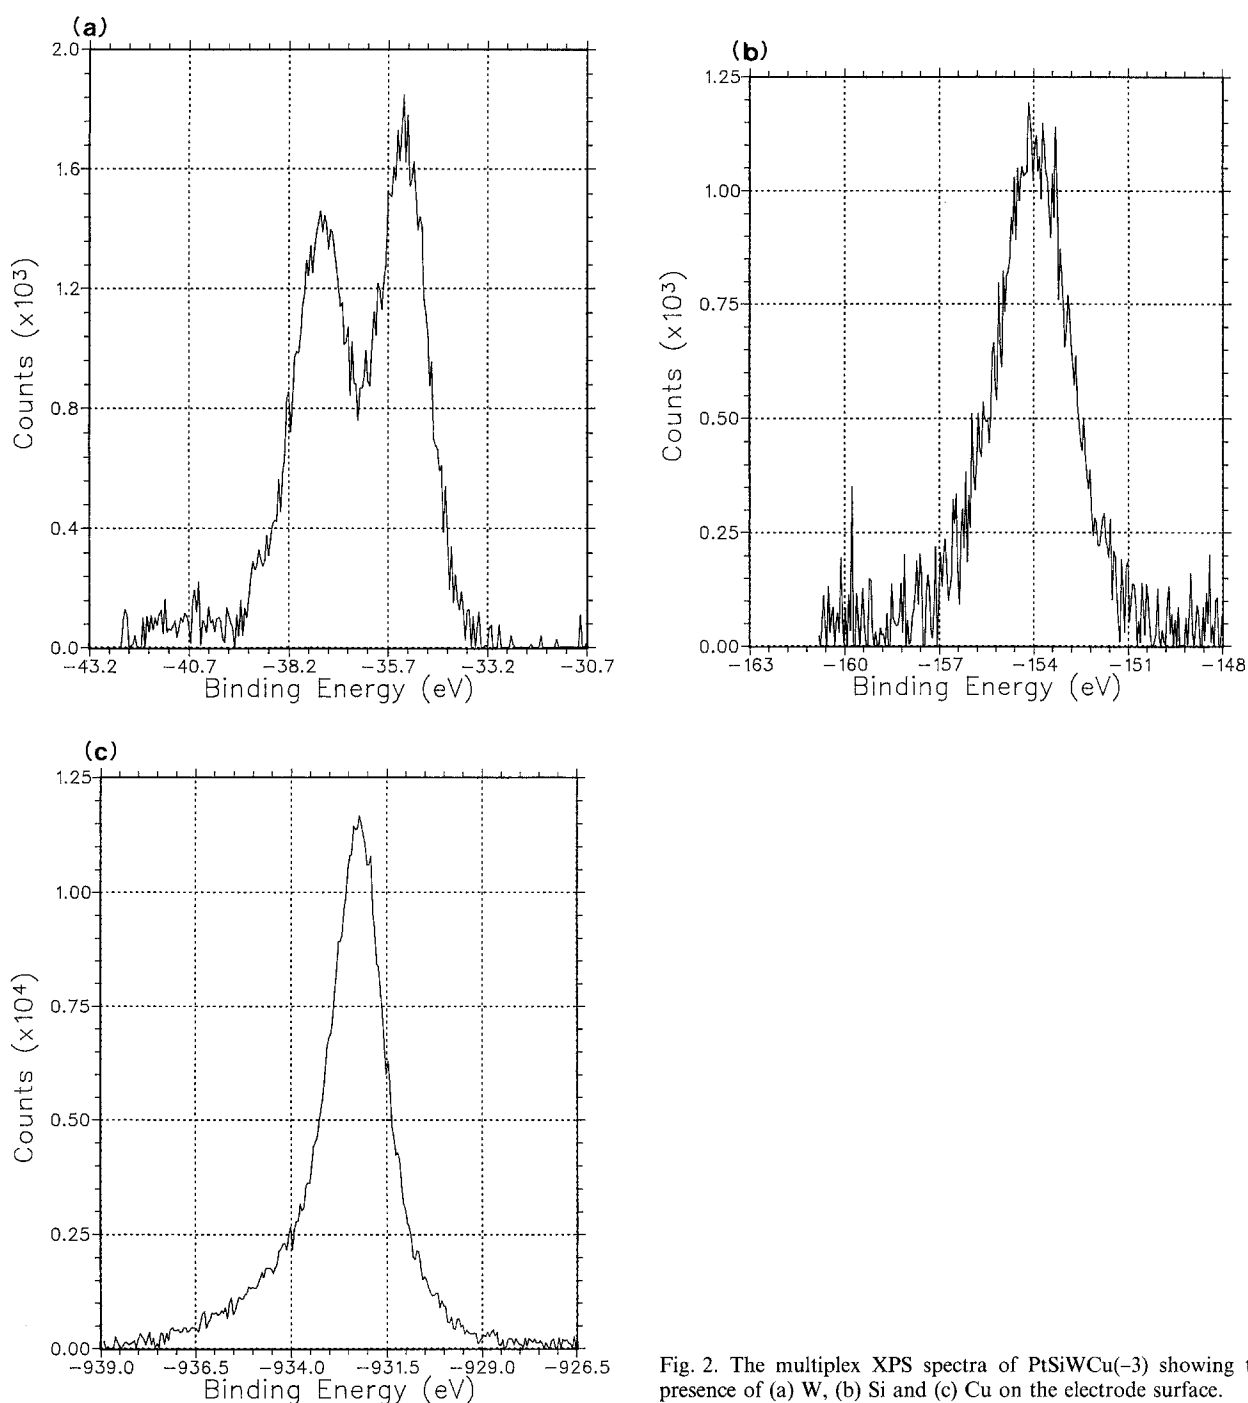 (a)
2.0
1.6
1.2
0.8
0.4
0.0
Counts (x10³)
-43.2 -40.7 -38.2 -35.7 -33.2 -30.7
Binding Energy (eV)
(b)
1.25
1.00
0.75
0.50
0.25
0.00
Counts (x10³)
-163 -160 -157 -154 -151 -148
Binding Energy (eV)
(c)
1.25
1.00
0.75
0.50
0.25
0.00
Counts (x10⁴)
-939.0 -936.5 -934.0 -931.5 -929.0 -926.5
Binding Energy (eV)
Fig. 2. The multiplex XPS spectra of PtSiWCu(–3) showing
presence of (a) W, (b) Si and (c) Cu on the electrode surface.